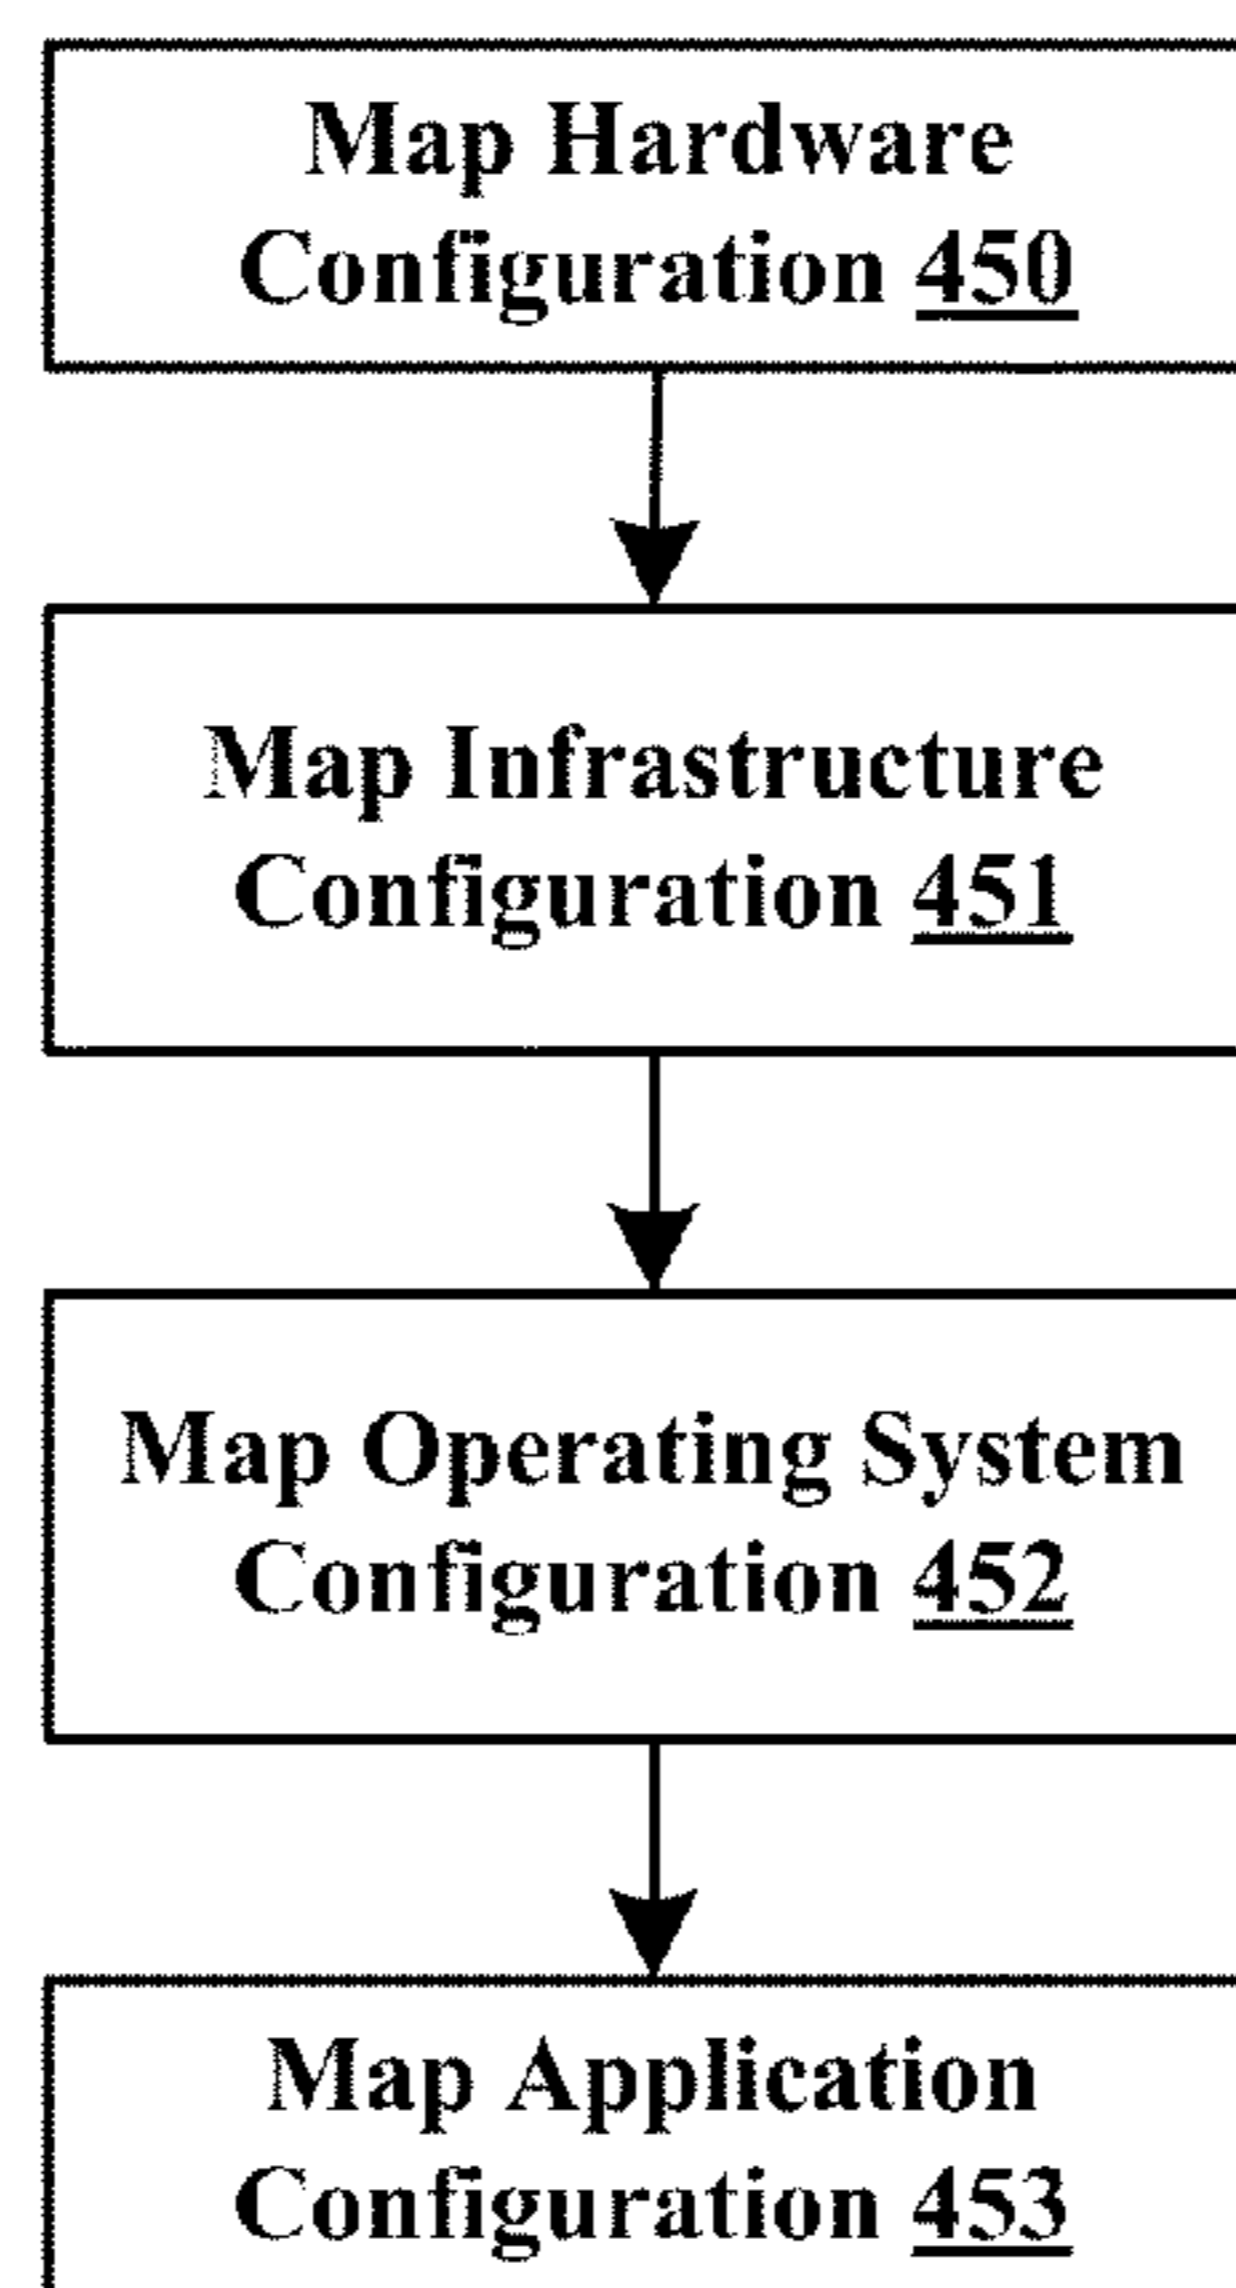 Map Hardware
Configuration 450
Map Infrastructure
Configuration 451
Map Operating System
Configuration 452
Map Application
Configuration 453